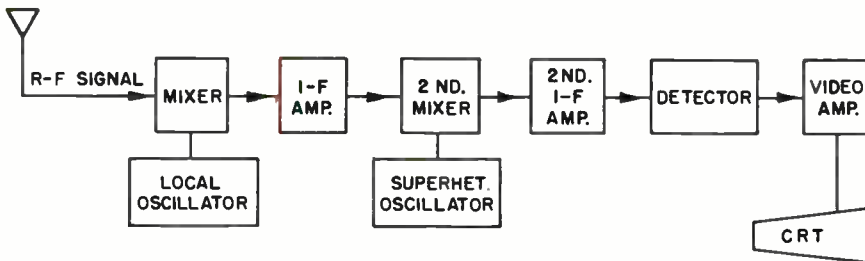 R-F SIGNAL
MIXER
I-F
AMP.
2 ND.
MIXER
2ND.
I-F
AMP.
DETECTOR
VIDEO
AMP.
LOCAL
OSCILLATOR
SUPERHET.
OSCILLATOR
CRT